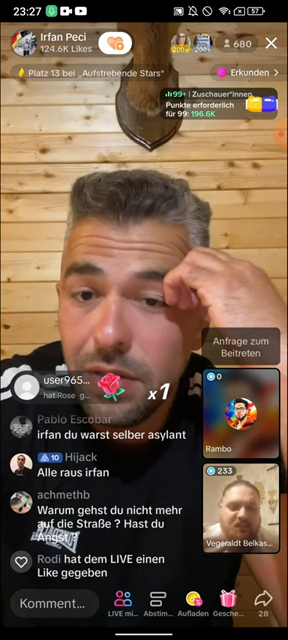 23:27
57
Irfan Peci
124.6K Likes
200+
680
Platz 13 bei „Aufstrebende Stars“
Erkunden
99+ Zuschauer*innen
Punkte erforderlich
für 99: 196.6K
Anfrage zum
Beitreten
0
Rambo
user965...
hat Rose g...
x1
Pablo Escobar
irfan du warst selber asylant
10 Hijack
Alle raus irfan
233
Vegeraldt Belkas...
achmethb
Warum gehst du nicht mehr
auf die Straße ? Hast du
Angst ?
Rodi hat dem LIVE einen
Like gegeben
Komment...
LIVE mi...
Abstim...
Aufladen
Gesche...
28